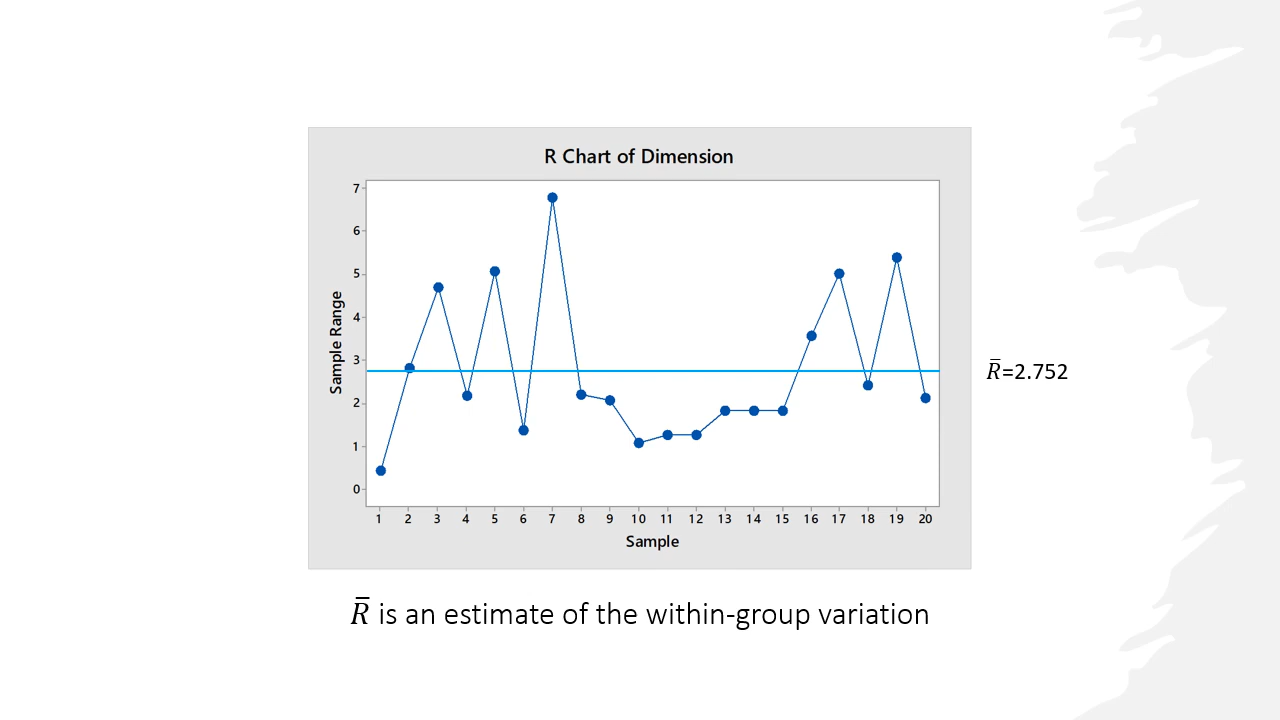 R Chart of Dimension
Sample Range
7
6
5
4
3
2
1
0
1 2 3 4 5 6 7 8 9 10 11 12 13 14 15 16 17 18 19 20
Sample
R̅=2.752
R̅ is an estimate of the within-group variation